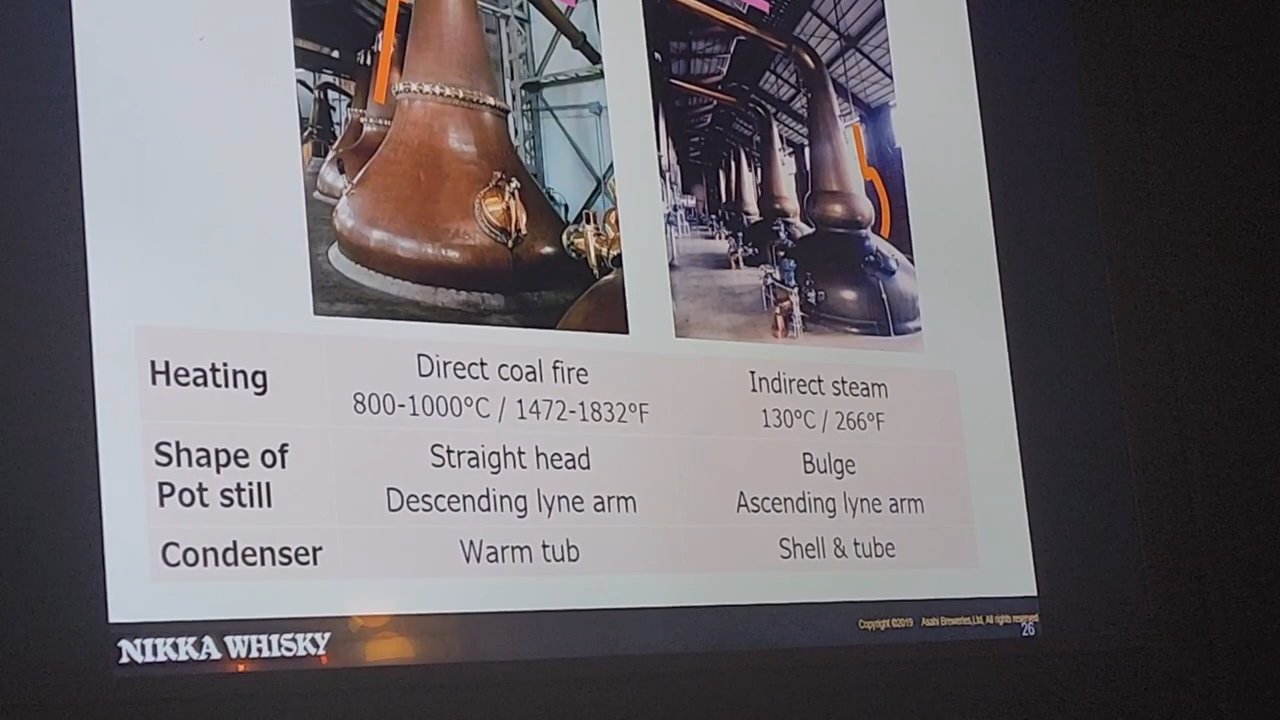 Heating
Direct coal fire
800-1000°C / 1472-1832°F
Indirect steam
130°C / 266°F
Shape of
Pot still
Straight head
Descending lyne arm
Bulge
Ascending lyne arm
Condenser
Warm tub
Shell & tube
NIKKA WHISKY
Copyright ©2019 Asahi Breweries,Ltd, All rights reserved
26